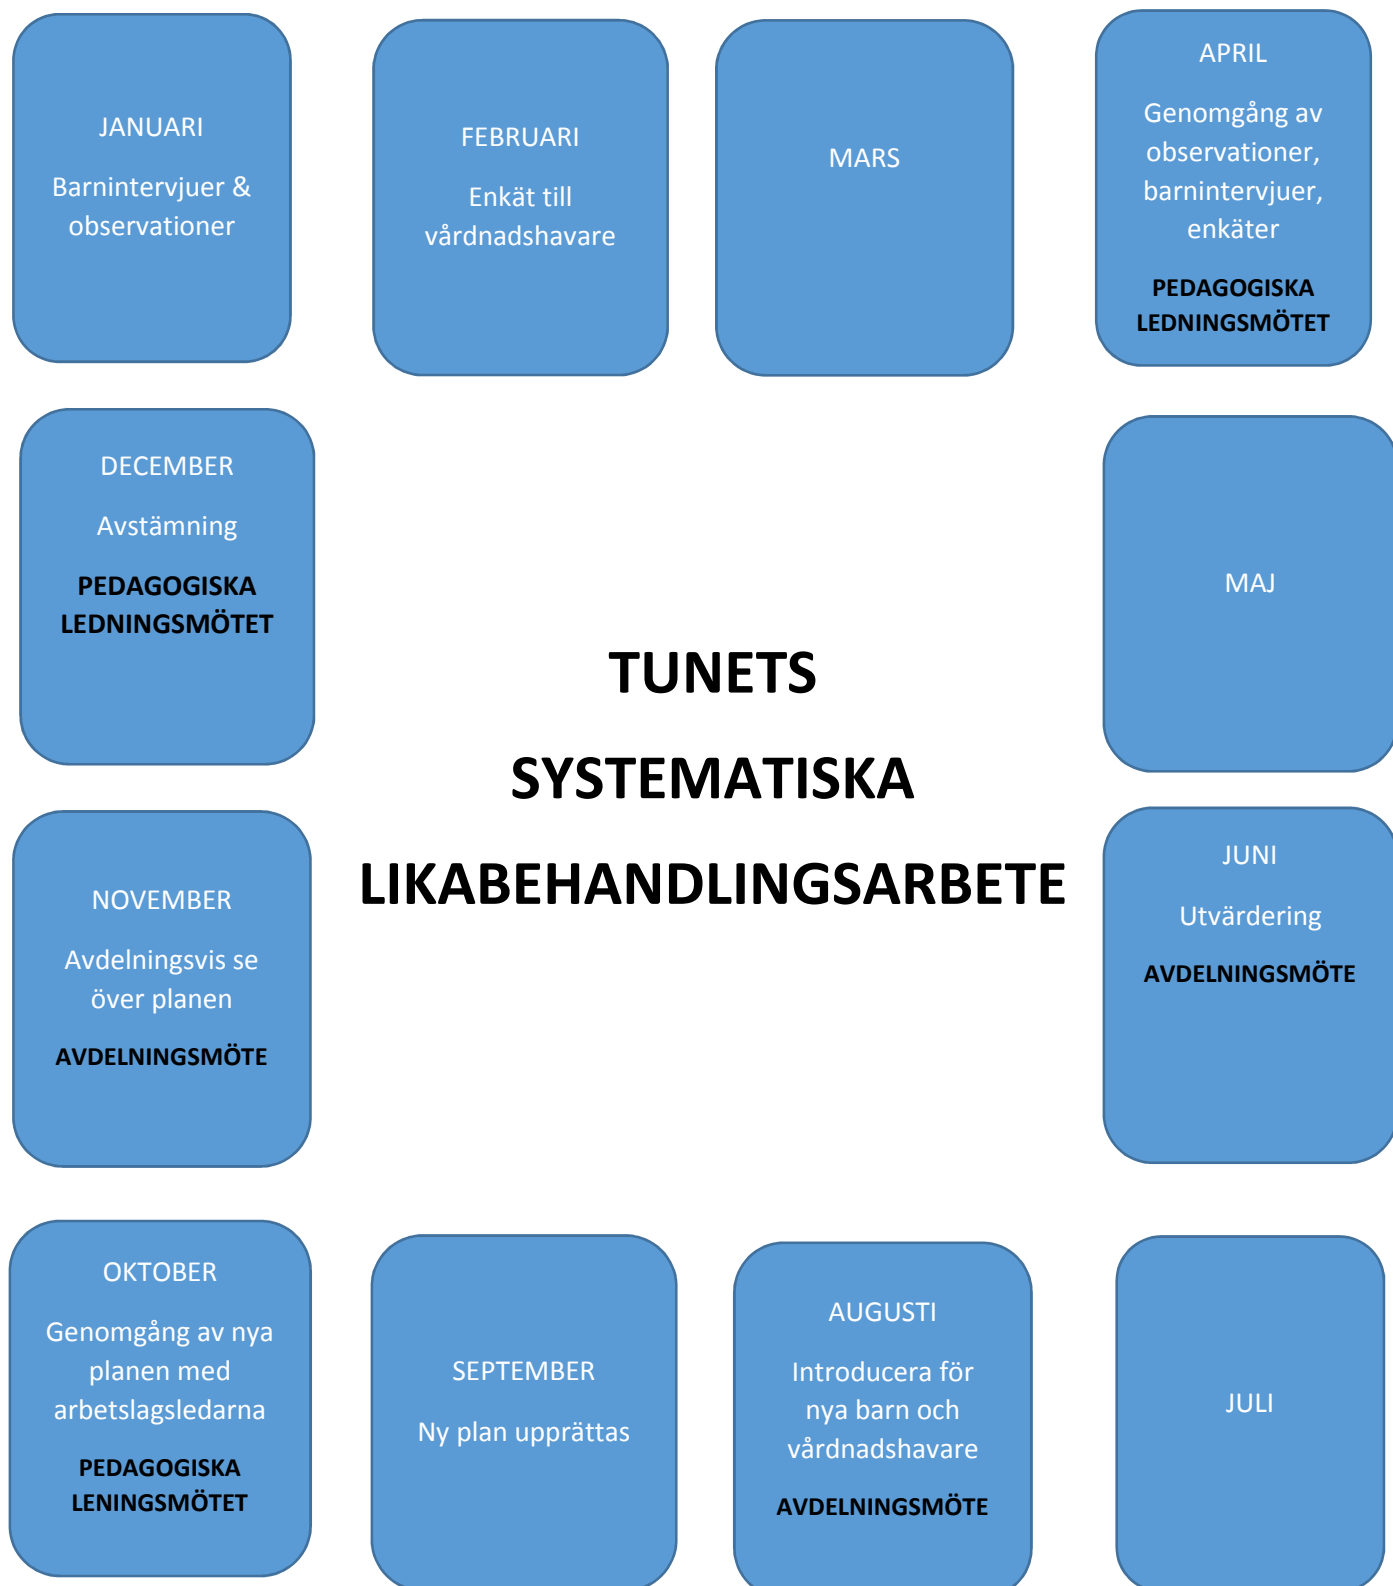 JANUARI
Barnintervjuer &
observationer
FEBRUARI
Enkät till
vårdnadshavare
MARS
APRIL
Genomgång av
observationer,
barnintervjuer,
enkäter
PEDAGOGISKA
LEDNINGSMÖTET
DECEMBER
Avstämning
PEDAGOGISKA
LEDNINGSMÖTET
MAJ
TUNETS
SYSTEMATISKA
LIKABEHANDLINGSARBETE
NOVEMBER
Avdelningsvis se
över planen
AVDELNINGSMÖTE
JUNI
Utvärdering
AVDELNINGSMÖTE
OKTOBER
Genomgång av nya
planen med
arbetslagsledarna
PEDAGOGISKA
LENINGSMÖTET
SEPTEMBER
Ny plan upprättas
AUGUSTI
Introducera för
nya barn och
vårdnadshavare
AVDELNINGSMÖTE
JULI